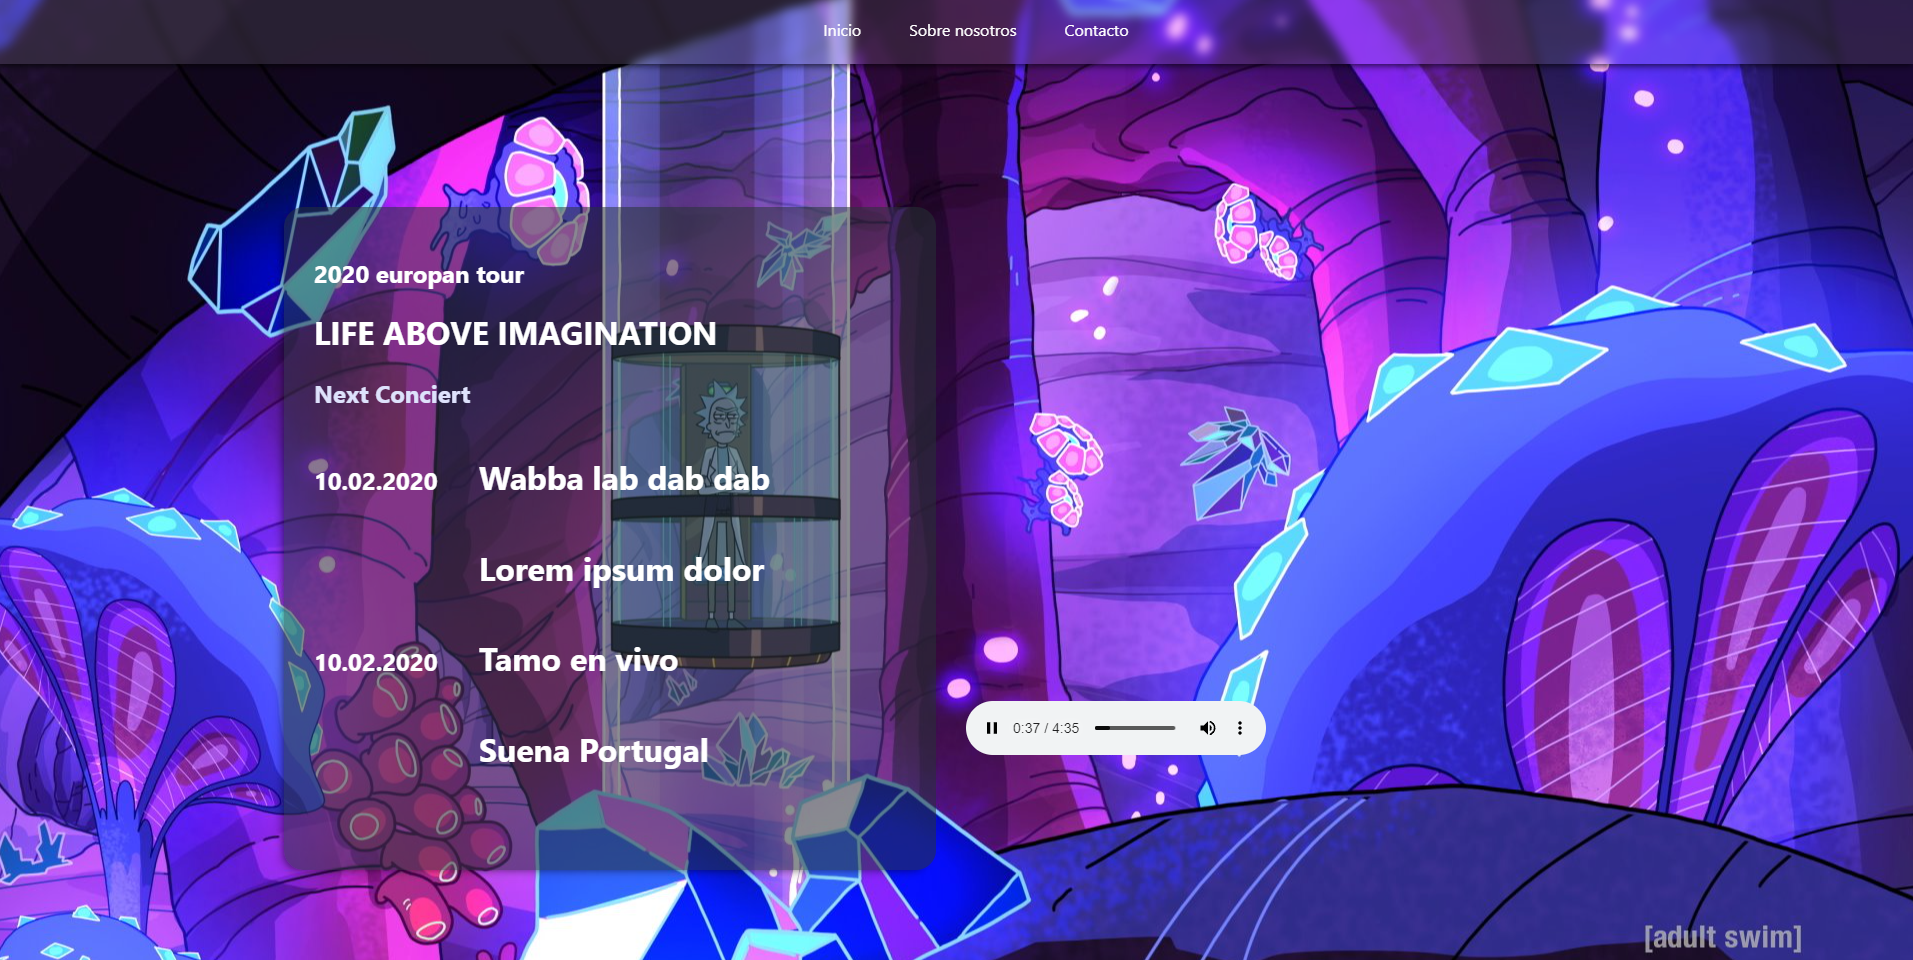 Inicio Sobre nosotros Contacto
2020 europan tour
LIFE ABOVE IMAGINATION
Next Conciert
10.02.2020 Wabba lab dab dab
Lorem ipsum dolor
10.02.2020 Tamo en vivo
Suena Portugal
0:37 / 4:35
[adult swim]